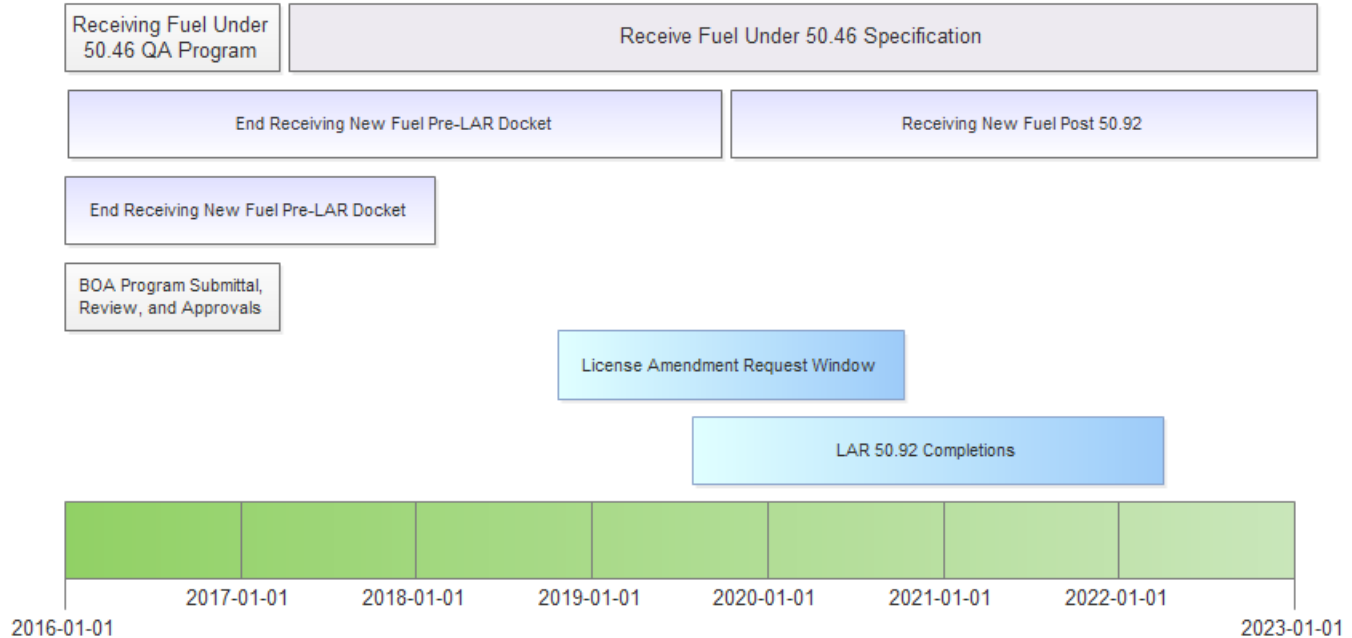 Receiving Fuel Under
50.46 QA Program
Receive Fuel Under 50.46 Specification
End Receiving New Fuel Pre-LAR Docket
Receiving New Fuel Post 50.92
End Receiving New Fuel Pre-LAR Docket
BOA Program Submittal,
Review, and Approvals
License Amendment Request Window
LAR 50.92 Completions
2017-01-01
2018-01-01
2019-01-01
2020-01-01
2021-01-01
2022-01-01
2016-01-01
2023-01-01